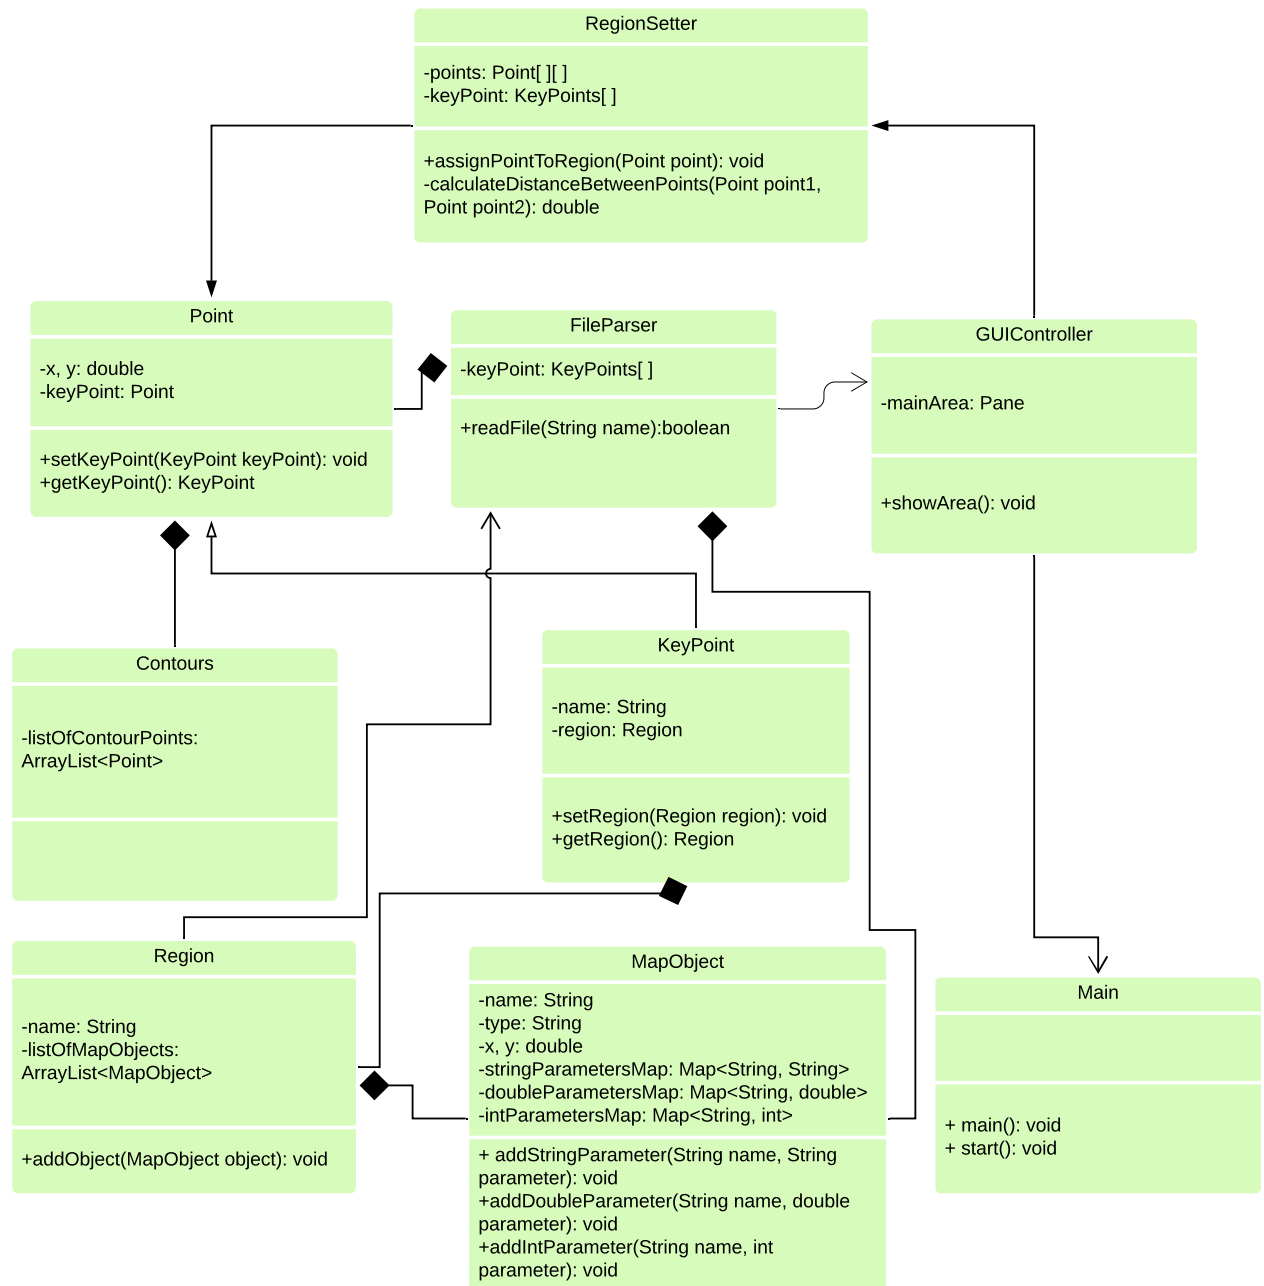 RegionSetter
-points: Point[ ][ ]
-keyPoint: KeyPoints[ ]
+assignPointToRegion(Point point): void
-calculateDistanceBetweenPoints(Point point1,
Point point2): double
Point
-x, y: double
-keyPoint: Point
+setKeyPoint(KeyPoint keyPoint): void
+getKeyPoint(): KeyPoint
FileParser
-keyPoint: KeyPoints[ ]
+readFile(String name):boolean
GUIController
-mainArea: Pane
+showArea(): void
Contours
-listOfContourPoints:
ArrayList<Point>
KeyPoint
-name: String
-region: Region
+setRegion(Region region): void
+getRegion(): Region
Region
-name: String
-listOfMapObjects:
ArrayList<MapObject>
+addObject(MapObject object): void
MapObject
-name: String
-type: String
-x, y: double
-stringParametersMap: Map<String, String>
-doubleParametersMap: Map<String, double>
-intParametersMap: Map<String, int>
+ addStringParameter(String name, String
parameter): void
+addDoubleParameter(String name, double
parameter): void
+addIntParameter(String name, int
parameter): void
Main
+ main(): void
+ start(): void